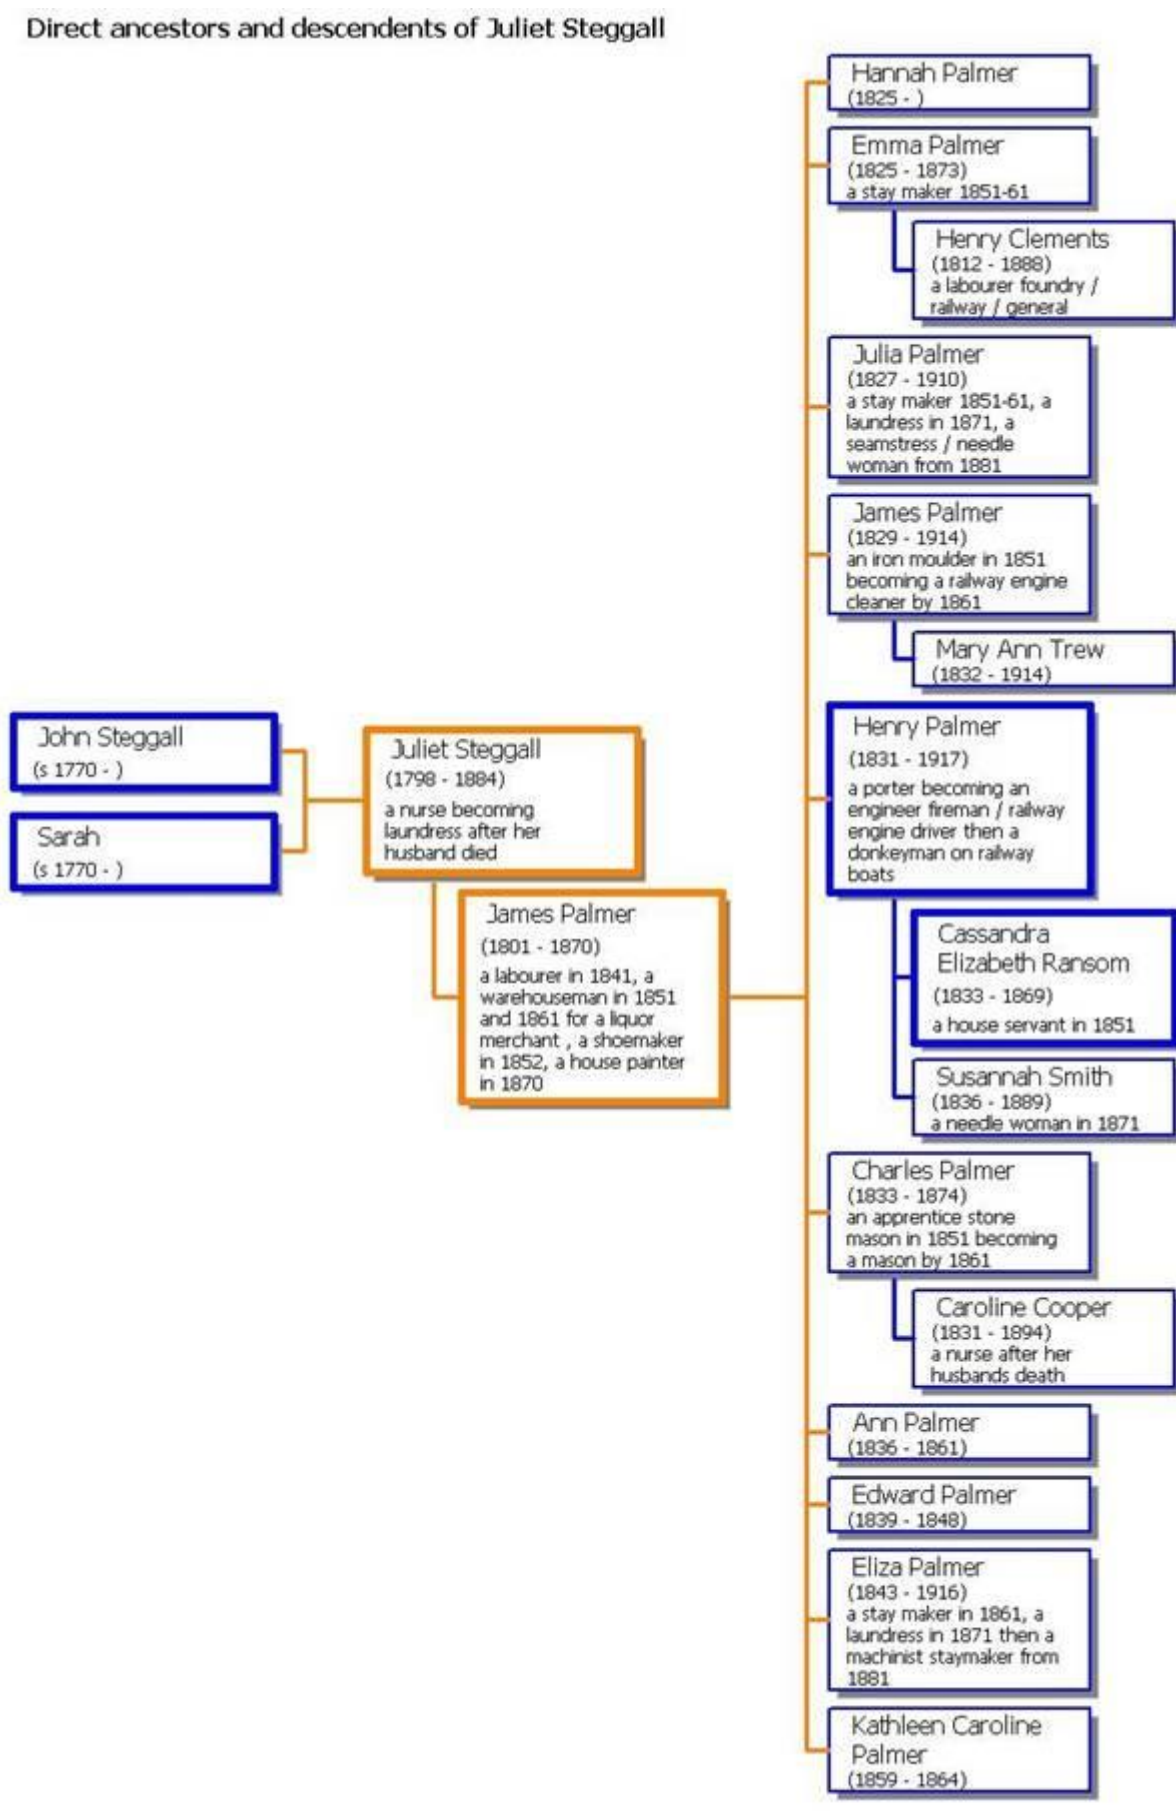 Direct ancestors and descendents of Juliet Steggall
John Steggall
(s 1770 - )
Sarah
(s 1770 - )
Juliet Steggall
(1798 - 1884)
a nurse becoming
laundress after her
husband died
James Palmer
(1801 - 1870)
a labourer in 1841, a
warehouseman in 1851
and 1861 for a liquor
merchant , a shoemaker
in 1852, a house painter
in 1870
Hannah Palmer
(1825 - )
Emma Palmer
(1825 - 1873)
a stay maker 1851-61
Henry Clements
(1812 - 1888)
a labourer foundry /
railway / general
Julia Palmer
(1827 - 1910)
a stay maker 1851-61, a
laundress in 1871, a
seamstress / needle
woman from 1881
James Palmer
(1829 - 1914)
an iron moulder in 1851
becoming a railway engine
cleaner by 1861
Mary Ann Trew
(1832 - 1914)
Henry Palmer
(1831 - 1917)
a porter becoming an
engineer fireman / railway
engine driver then a
donkeyman on railway
boats
Cassandra
Elizabeth Ransom
(1833 - 1869)
a house servant in 1851
Susannah Smith
(1836 - 1889)
a needle woman in 1871
Charles Palmer
(1833 - 1874)
an apprentice stone
mason in 1851 becoming
a mason by 1861
Caroline Cooper
(1831 - 1894)
a nurse after her
husbands death
Ann Palmer
(1836 - 1861)
Edward Palmer
(1839 - 1848)
Eliza Palmer
(1843 - 1916)
a stay maker in 1861, a
laundress in 1871 then a
machinist staymaker from
1881
Kathleen Caroline
Palmer
(1859 - 1864)